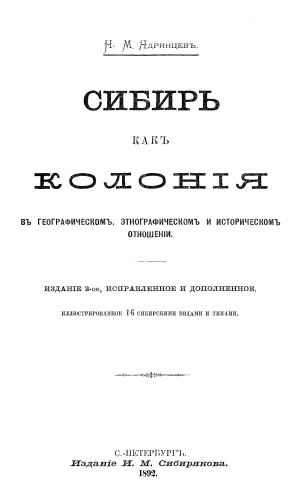 Н. М. Ядринцевъ.
СИБИРЬ
КАКЪ
КОЛОНІЯ
ВЪ ГЕОГРАФИЧЕСКОМЪ, ЭТНОГРАФИЧЕСКОМЪ И ИСТОРИЧЕСКОМЪ
ОТНОШЕНІИ.
ИЗДАНІЕ 2-ое, ИСПРАВЛЕННОЕ И ДОПОЛНЕННОЕ,
ИЛЛЮСТРИРОВАННОЕ 16 СИБИРСКИМИ ВИДАМИ И ТИПАМИ.
С.-ПЕТЕРБУРГЪ.
Изданіе И. М. Сибирякова.
1892.